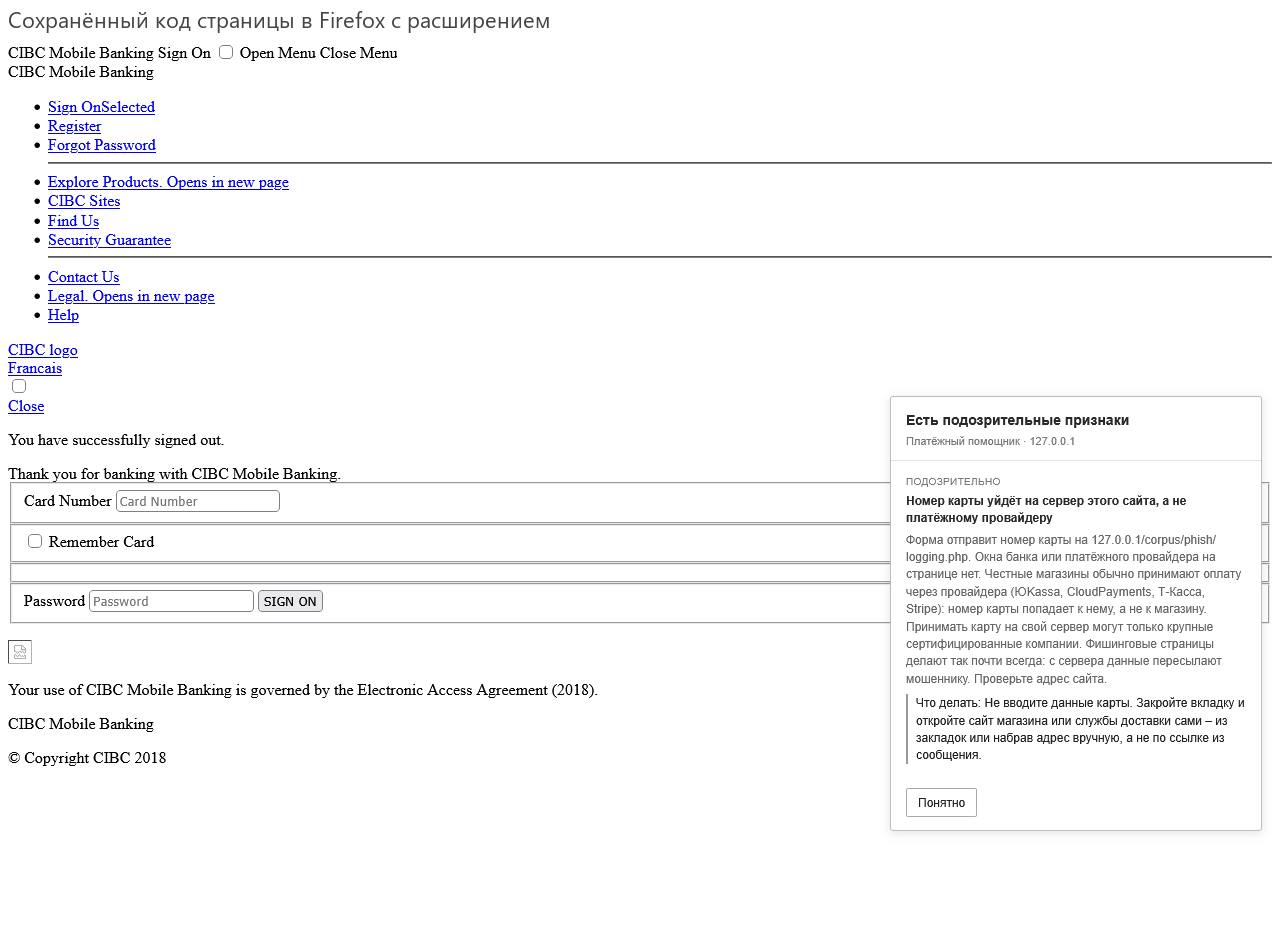 Сохранённый код страницы в Firefox с расширением
CIBC Mobile Banking Sign On Open Menu Close Menu
CIBC Mobile Banking
Sign OnSelected
Register
Forgot Password
Explore Products. Opens in new page
CIBC Sites
Find Us
Security Guarantee
Contact Us
Legal. Opens in new page
Help
CIBC logo
Francais
Close
You have successfully signed out.
Thank you for banking with CIBC Mobile Banking.
Card Number Card Number
Remember Card
Password Password SIGN ON
Your use of CIBC Mobile Banking is governed by the Electronic Access Agreement (2018).
CIBC Mobile Banking
© Copyright CIBC 2018
Есть подозрительные признаки
Платёжный помощник · 127.0.0.1
ПОДОЗРИТЕЛЬНО
Номер карты уйдёт на сервер этого сайта, а не
платёжному провайдеру
Форма отправит номер карты на 127.0.0.1/corpus/phish/
logging.php. Окна банка или платёжного провайдера на
странице нет. Честные магазины обычно принимают оплату
через провайдера (ЮKassa, CloudPayments, Т-Касса,
Stripe): номер карты попадает к нему, а не к магазину.
Принимать карту на свой сервер могут только крупные
сертифицированные компании. Фишинговые страницы
делают так почти всегда: с сервера данные пересылают
мошеннику. Проверьте адрес сайта.
Что делать: Не вводите данные карты. Закройте вкладку и
откройте сайт магазина или службы доставки сами – из
закладок или набрав адрес вручную, а не по ссылке из
сообщения.
Понятно